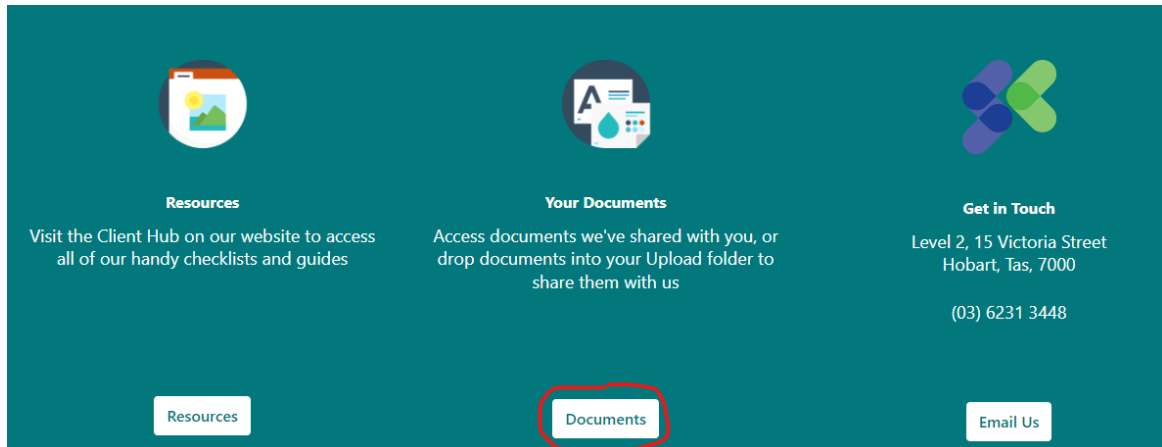 Resources
Visit the Client Hub on our website to access
all of our handy checklists and guides
Resources
Your Documents
Access documents we've shared with you, or
drop documents into your Upload folder to
share them with us
Documents
Get in Touch
Level 2, 15 Victoria Street
Hobart, Tas, 7000
(03) 6231 3448
Email Us